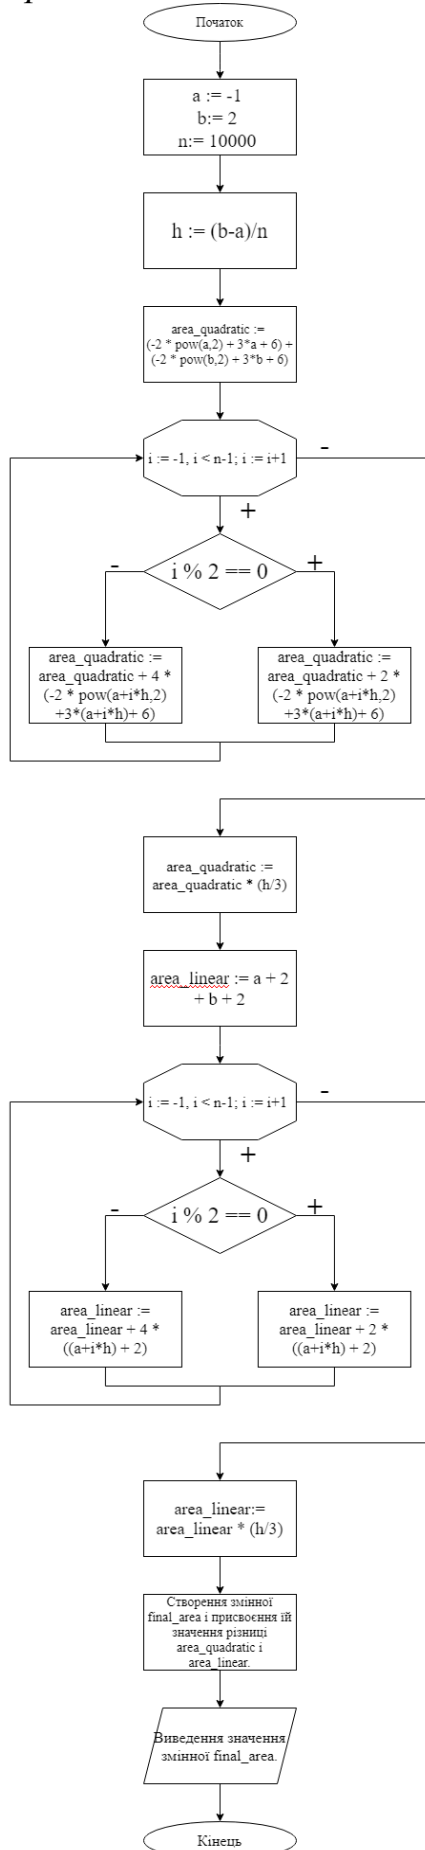 Початок
a := -1
b:= 2
n:= 10000
h := (b-a)/n
area_quadratic :=
(-2 * pow(a,2) + 3*a + 6) +
(-2 * pow(b,2) + 3*b + 6)
i := -1, i < n-1; i := i+1
-
+
i % 2 == 0
-
+
area_quadratic :=
area_quadratic + 4 *
(-2 * pow(a+i*h,2)
+3*(a+i*h)+ 6)
area_quadratic :=
area_quadratic + 2 *
(-2 * pow(a+i*h,2)
+3*(a+i*h)+ 6)
area_quadratic :=
area_quadratic * (h/3)
area_linear := a + 2
+ b + 2
i := -1, i < n-1; i := i+1
-
+
i % 2 == 0
-
+
area_linear :=
area_linear + 4 *
((a+i*h) + 2)
area_linear :=
area_linear + 2 *
((a+i*h) + 2)
area_linear:=
area_linear * (h/3)
Створення змінної
final_area і присвоєння їй
значення різниці
area_quadratic і
area_linear.
Виведення значення
змінної final_area.
Кінець